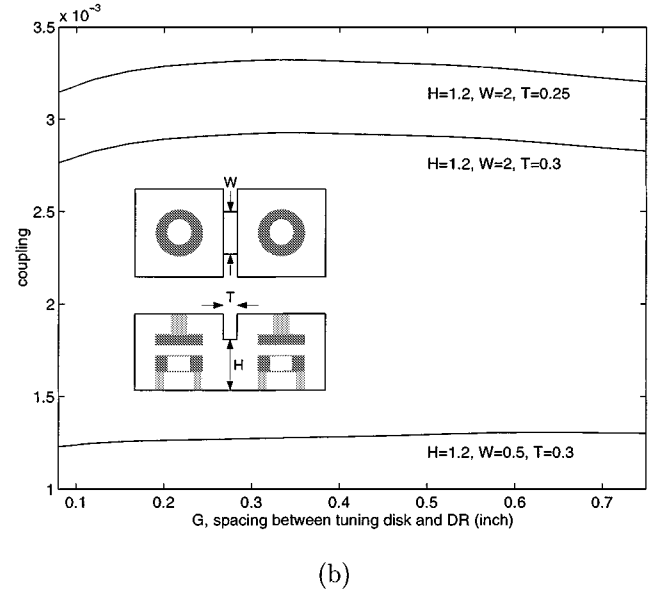 x 10⁻³
3.5
H=1.2, W=2, T=0.25
3
H=1.2, W=2, T=0.3
W
2.5
coupling
T
2
H
1.5
H=1.2, W=0.5, T=0.3
1
0.1 0.2 0.3 0.4 0.5 0.6 0.7
G, spacing between tuning disk and DR (inch)
(b)